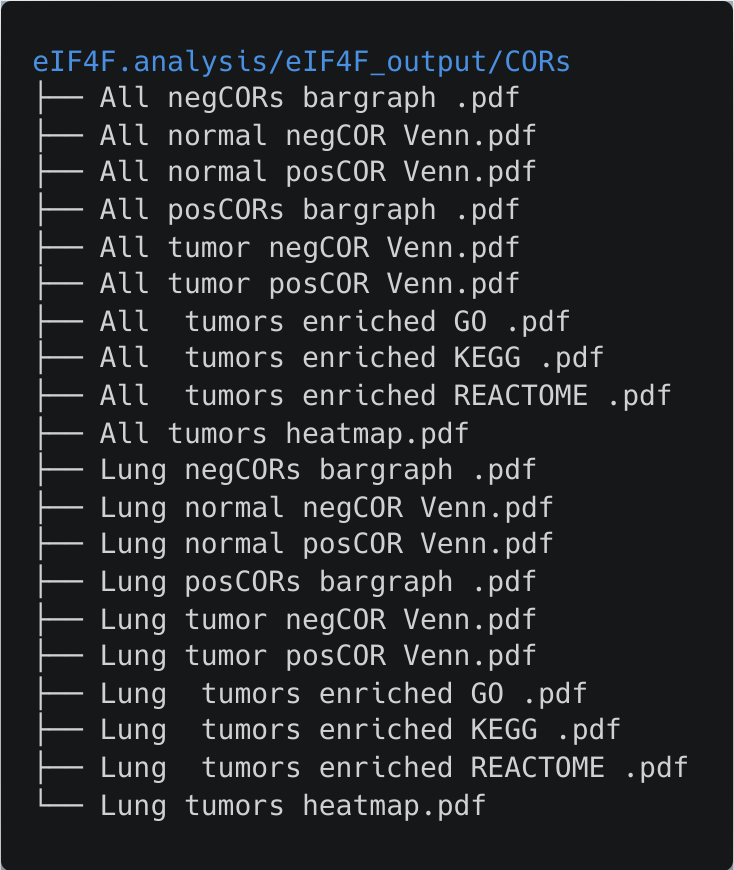 eIF4F.analysis/eIF4F_output/CORs
├── All negCORs bargraph .pdf
├── All normal negCOR Venn.pdf
├── All normal posCOR Venn.pdf
├── All posCORs bargraph .pdf
├── All tumor negCOR Venn.pdf
├── All tumor posCOR Venn.pdf
├── All  tumors enriched GO .pdf
├── All  tumors enriched KEGG .pdf
├── All  tumors enriched REACTOME .pdf
├── All tumors heatmap.pdf
├── Lung negCORs bargraph .pdf
├── Lung normal negCOR Venn.pdf
├── Lung normal posCOR Venn.pdf
├── Lung posCORs bargraph .pdf
├── Lung tumor negCOR Venn.pdf
├── Lung tumor posCOR Venn.pdf
├── Lung  tumors enriched GO .pdf
├── Lung  tumors enriched KEGG .pdf
├── Lung  tumors enriched REACTOME .pdf
└── Lung tumors heatmap.pdf